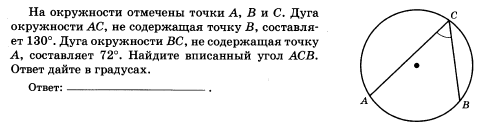 На окружности отмечены точки A, B и C. Дуга
окружности AC, не содержащая точку B, составля-
ет 130°. Дуга окружности BC, не содержащая точку
A, составляет 72°. Найдите вписанный угол ACB.
Ответ дайте в градусах.
Ответ: ____________________ .
C
A
B